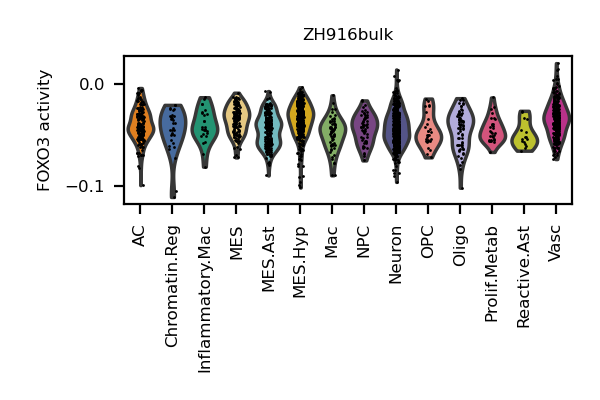 ZH916bulk
FOXO3 activity
0.0
−0.1
AC
Chromatin.Reg
Inflammatory.Mac
MES
MES.Ast
MES.Hyp
Mac
NPC
Neuron
OPC
Oligo
Prolif.Metab
Reactive.Ast
Vasc